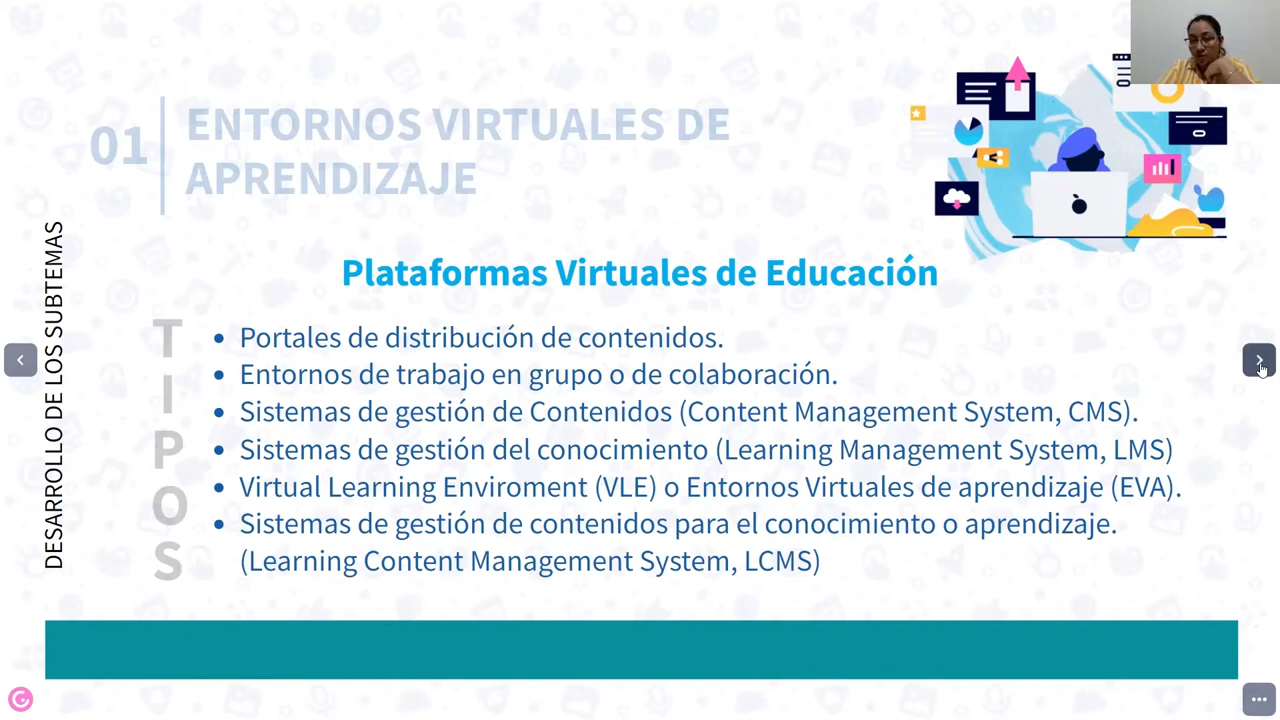 01
ENTORNOS VIRTUALES DE
APRENDIZAJE
DESARROLLO DE LOS SUBTEMAS
Plataformas Virtuales de Educación
TIPOS
• Portales de distribución de contenidos.
• Entornos de trabajo en grupo o de colaboración.
• Sistemas de gestión de Contenidos (Content Management System, CMS).
• Sistemas de gestión del conocimiento (Learning Management System, LMS)
• Virtual Learning Enviroment (VLE) o Entornos Virtuales de aprendizaje (EVA).
• Sistemas de gestión de contenidos para el conocimiento o aprendizaje.
(Learning Content Management System, LCMS)